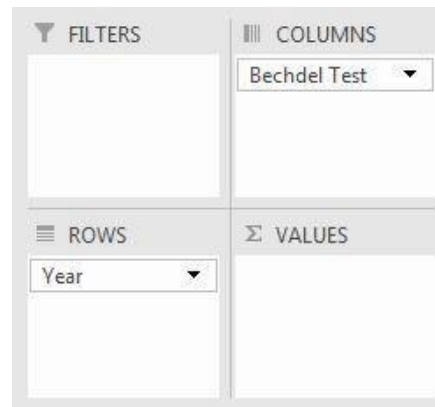 FILTERS
COLUMNS
Bechdel Test
ROWS
Σ VALUES
Year